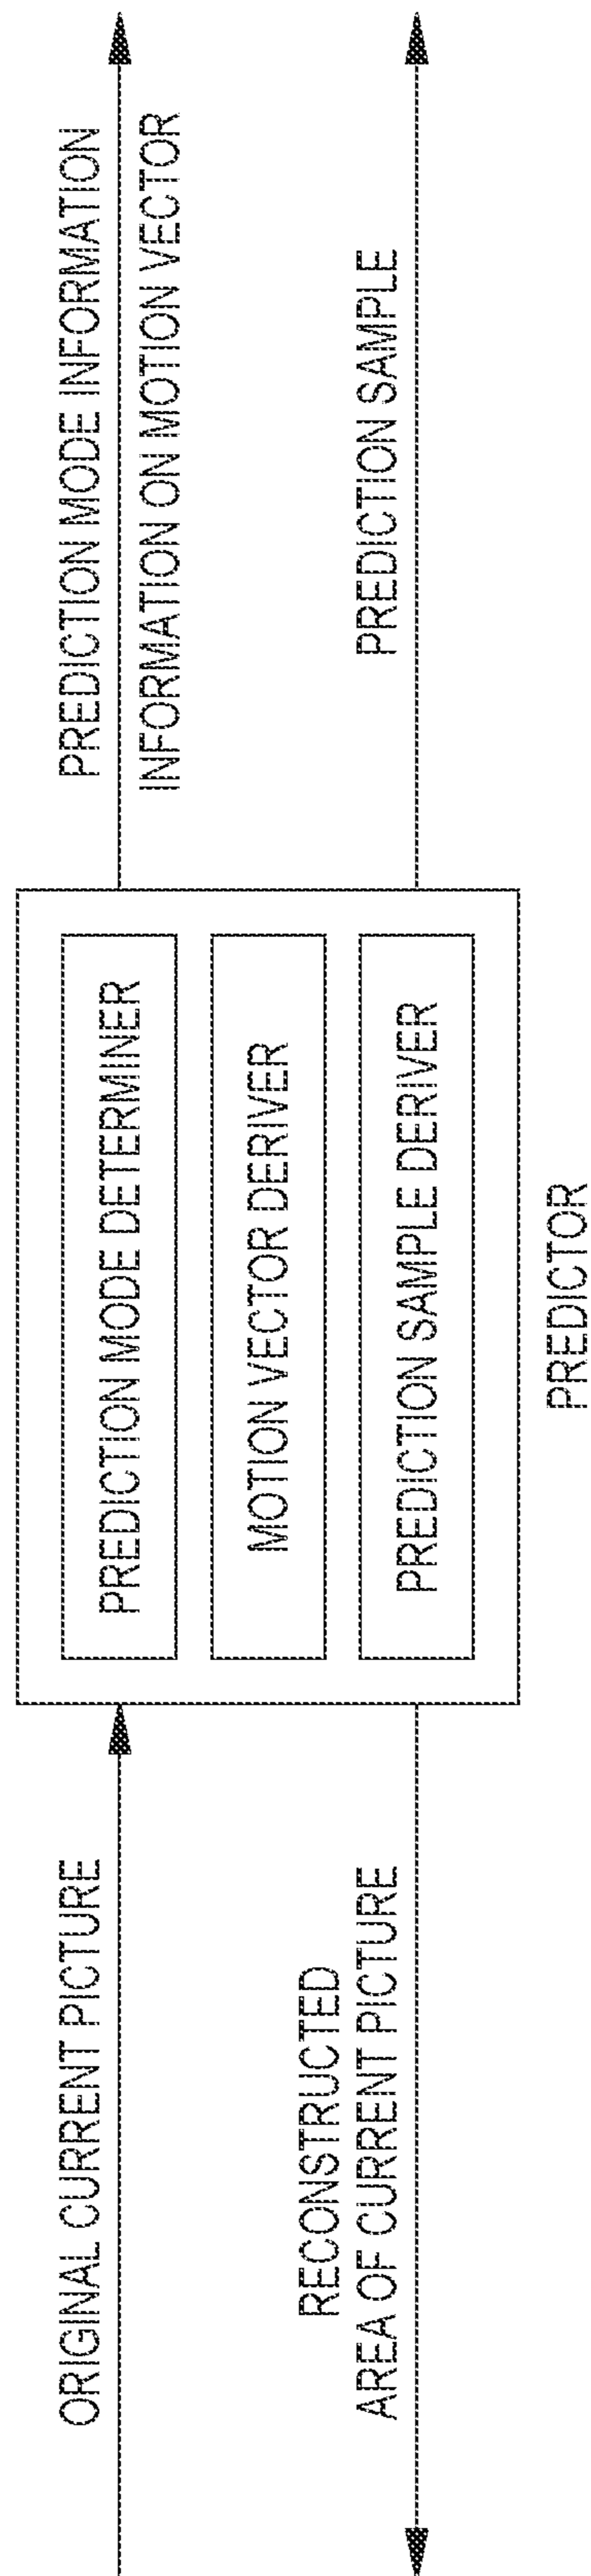 ORIGINAL CURRENT PICTURE
RECONSTRUCTED
AREA OF CURRENT PICTURE
PREDICTION MODE DETERMINER
MOTION VECTOR DERIVER
PREDICTION SAMPLE DERIVER
PREDICTOR
PREDICTION MODE INFORMATION
INFORMATION ON MOTION VECTOR
PREDICTION SAMPLE